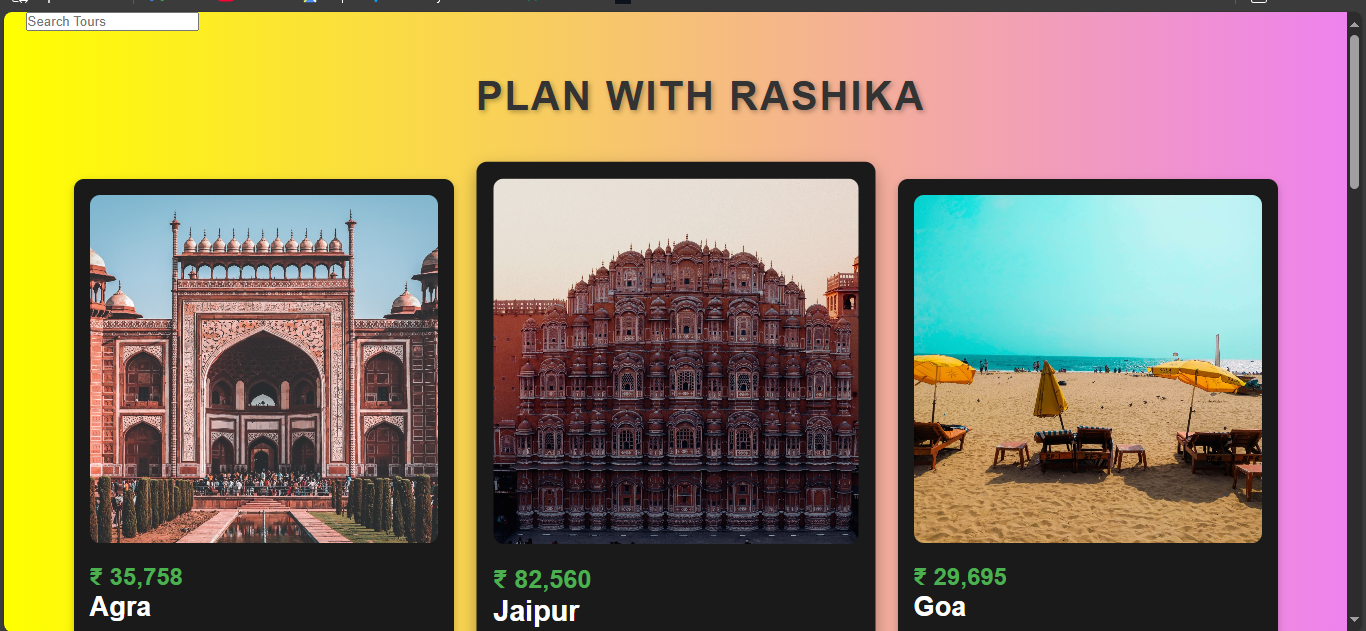 Search Tours
PLAN WITH RASHIKA
₹ 35,758
Agra
₹ 82,560
Jaipur
₹ 29,695
Goa